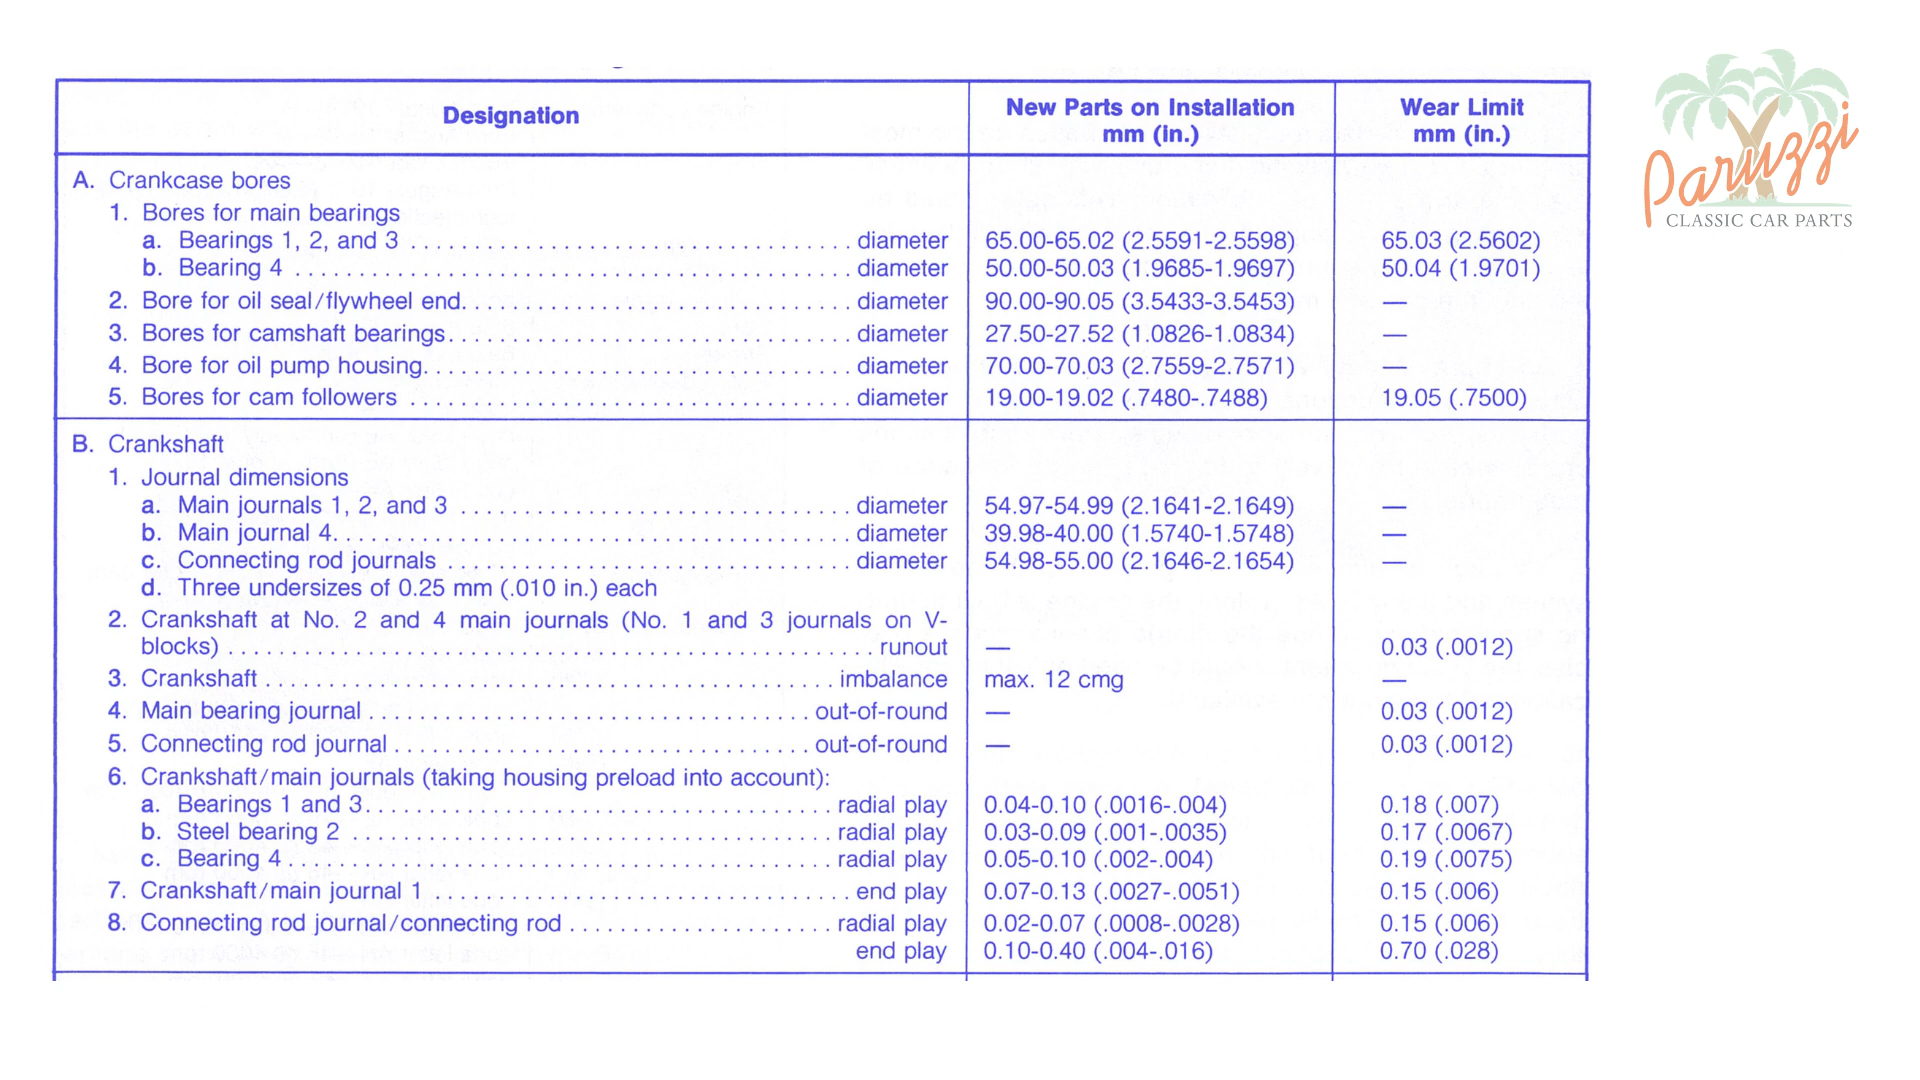 Designation
New Parts on Installation
mm (in.)
Wear Limit
mm (in.)
A. Crankcase bores
1. Bores for main bearings
a. Bearings 1, 2, and 3 . . . . . . . . . . diameter 65.00-65.02 (2.5591-2.5598) 65.03 (2.5602)
b. Bearing 4 . . . . . . . . . . diameter 50.00-50.03 (1.9685-1.9697) 50.04 (1.9701)
2. Bore for oil seal/flywheel end. . . . . . . . . . diameter 90.00-90.05 (3.5433-3.5453) —
3. Bores for camshaft bearings. . . . . . . . . . diameter 27.50-27.52 (1.0826-1.0834) —
4. Bore for oil pump housing. . . . . . . . . . diameter 70.00-70.03 (2.7559-2.7571) —
5. Bores for cam followers . . . . . . . . . . diameter 19.00-19.02 (.7480-.7488) 19.05 (.7500)
B. Crankshaft
1. Journal dimensions
a. Main journals 1, 2, and 3 . . . . . . . . . . diameter 54.97-54.99 (2.1641-2.1649) —
b. Main journal 4. . . . . . . . . . diameter 39.98-40.00 (1.5740-1.5748) —
c. Connecting rod journals . . . . . . . . . . diameter 54.98-55.00 (2.1646-2.1654) —
d. Three undersizes of 0.25 mm (.010 in.) each
2. Crankshaft at No. 2 and 4 main journals (No. 1 and 3 journals on V-
blocks) . . . . . . . . . . runout — 0.03 (.0012)
3. Crankshaft . . . . . . . . . . imbalance max. 12 cmg —
4. Main bearing journal . . . . . . . . . . out-of-round — 0.03 (.0012)
5. Connecting rod journal . . . . . . . . . . out-of-round — 0.03 (.0012)
6. Crankshaft/main journals (taking housing preload into account):
a. Bearings 1 and 3. . . . . . . . . . radial play 0.04-0.10 (.0016-.004) 0.18 (.007)
b. Steel bearing 2 . . . . . . . . . . radial play 0.03-0.09 (.001-.0035) 0.17 (.0067)
c. Bearing 4 . . . . . . . . . . radial play 0.05-0.10 (.002-.004) 0.19 (.0075)
7. Crankshaft/main journal 1 . . . . . . . . . . end play 0.07-0.13 (.0027-.0051) 0.15 (.006)
8. Connecting rod journal/connecting rod . . . . . . . . . . radial play 0.02-0.07 (.0008-.0028) 0.15 (.006)
end play 0.10-0.40 (.004-.016) 0.70 (.028)
Paruzzi
CLASSIC CAR PARTS